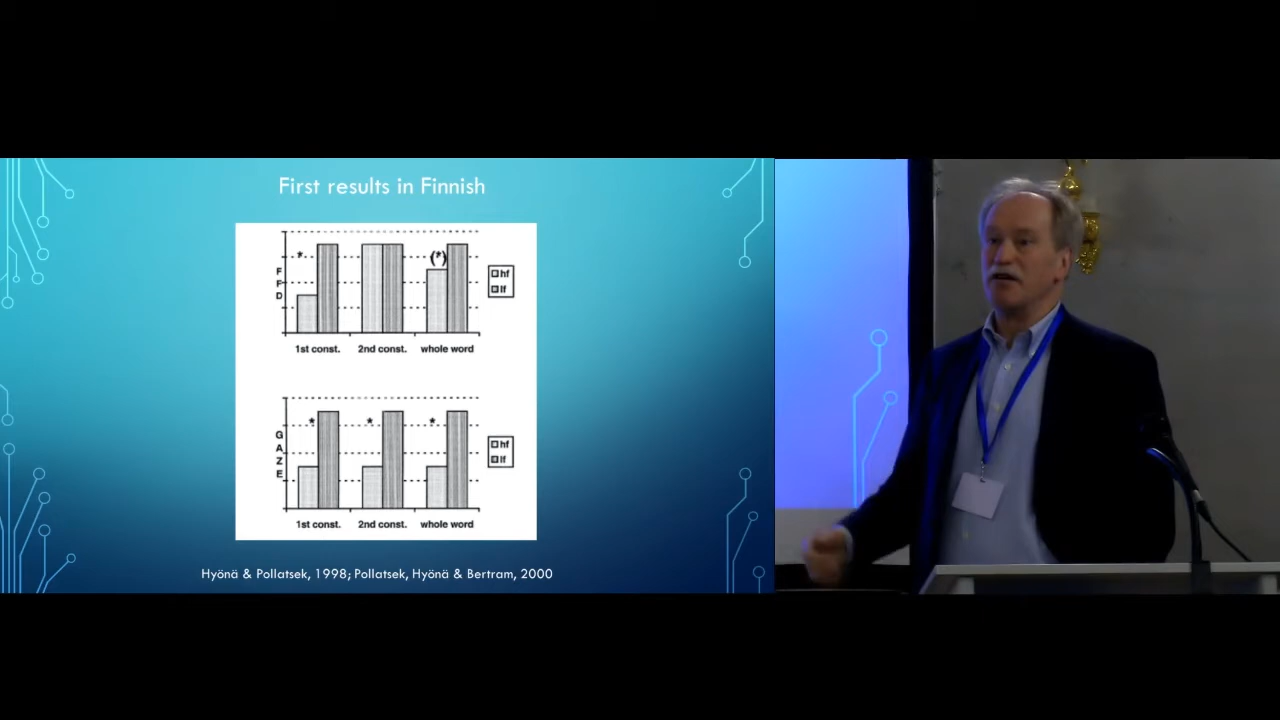 First results in Finnish
*
(*)
F
F
D
hf
lf
1st const. 2nd const. whole word
* * *
G
A
Z
E
hf
lf
1st const. 2nd const. whole word
Hyönä & Pollatsek, 1998; Pollatsek, Hyönä & Bertram, 2000